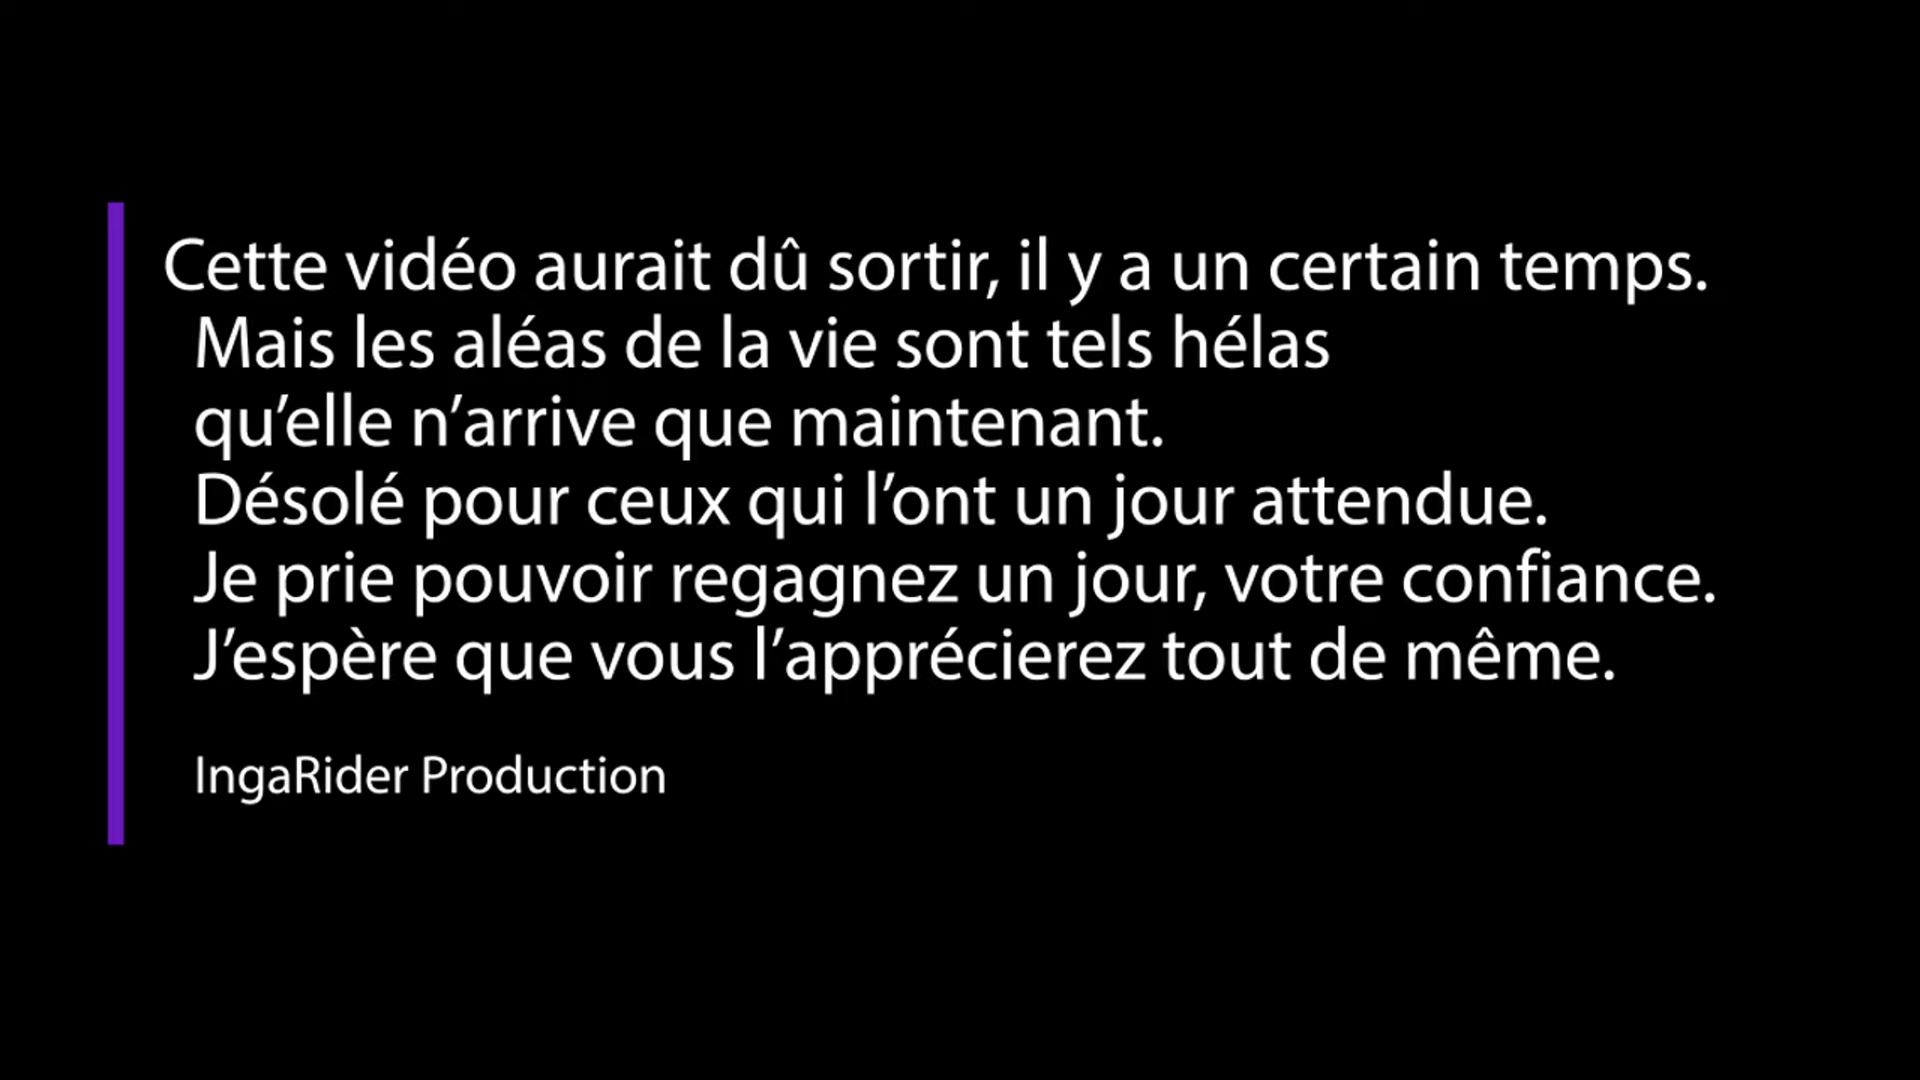 Cette vidéo aurait dû sortir, il y a un certain temps.
Mais les aléas de la vie sont tels hélas
qu’elle n’arrive que maintenant.
Désolé pour ceux qui l’ont un jour attendue.
Je prie pouvoir regagnez un jour, votre confiance.
J’espère que vous l’apprécierez tout de même.
IngaRider Production